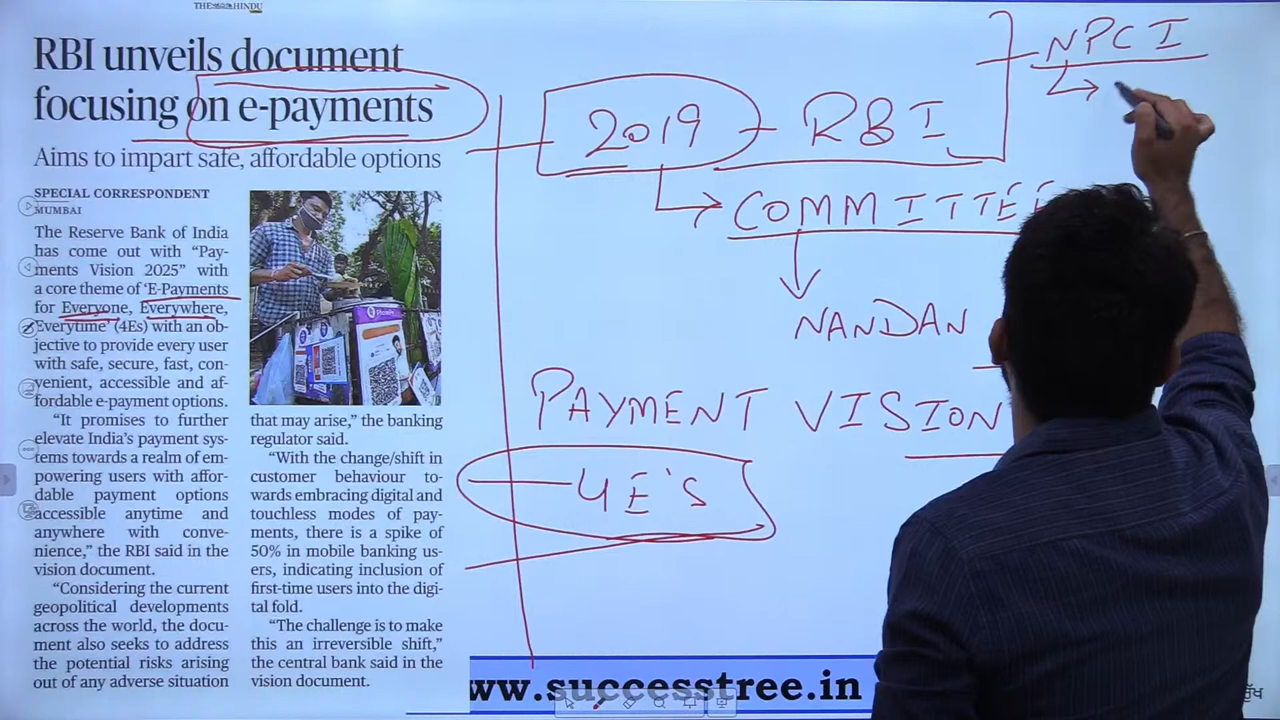 THE HINDU
RBI unveils document
focusing on e-payments
Aims to impart safe, affordable options
SPECIAL CORRESPONDENT
MUMBAI
The Reserve Bank of India
has come out with “Pay-
ments Vision 2025” with
a core theme of ‘E-Payments
for Everyone, Everywhere,
Everytime’ (4Es) with an ob-
jective to provide every user
with safe, secure, fast, con-
venient, accessible and af-
fordable e-payment options.
“It promises to further
elevate India’s payment sys-
tems towards a realm of em-
powering users with affor-
dable payment options
accessible anytime and
anywhere with conve-
nience,” the RBI said in the
vision document.
“Considering the current
geopolitical developments
across the world, the docu-
ment also seeks to address
the potential risks arising
out of any adverse situation
that may arise,” the banking
regulator said.
“With the change/shift in
customer behaviour to-
wards embracing digital and
touchless modes of pay-
ments, there is a spike of
50% in mobile banking us-
ers, indicating inclusion of
first-time users into the digi-
tal fold.
“The challenge is to make
this an irreversible shift,”
the central bank said in the
vision document.
NPCI
2019 - RBI
COMMITTEE
NANDAN
PAYMENT VISION
4E'S
www.successtree.in